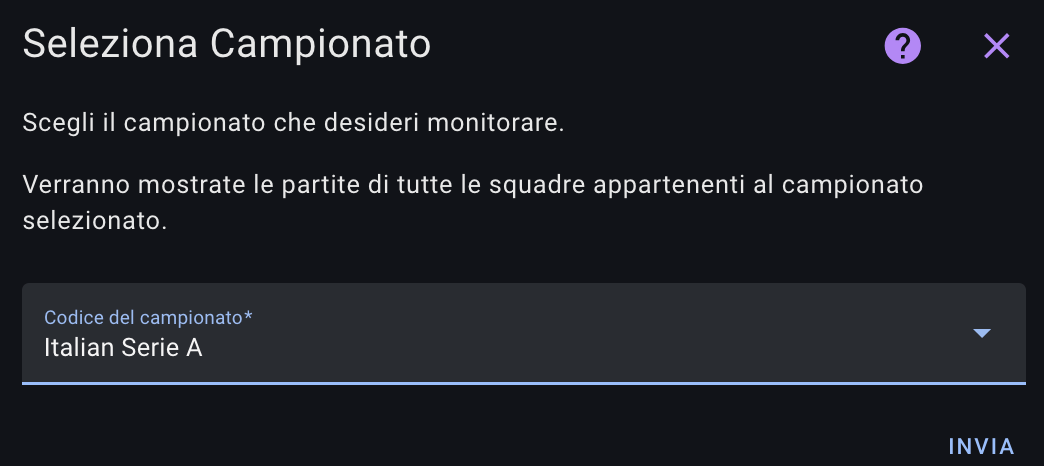 Seleziona Campionato
Scegli il campionato che desideri monitorare.
Verranno mostrate le partite di tutte le squadre appartenenti al campionato
selezionato.
Codice del campionato*
Italian Serie A
INVIA